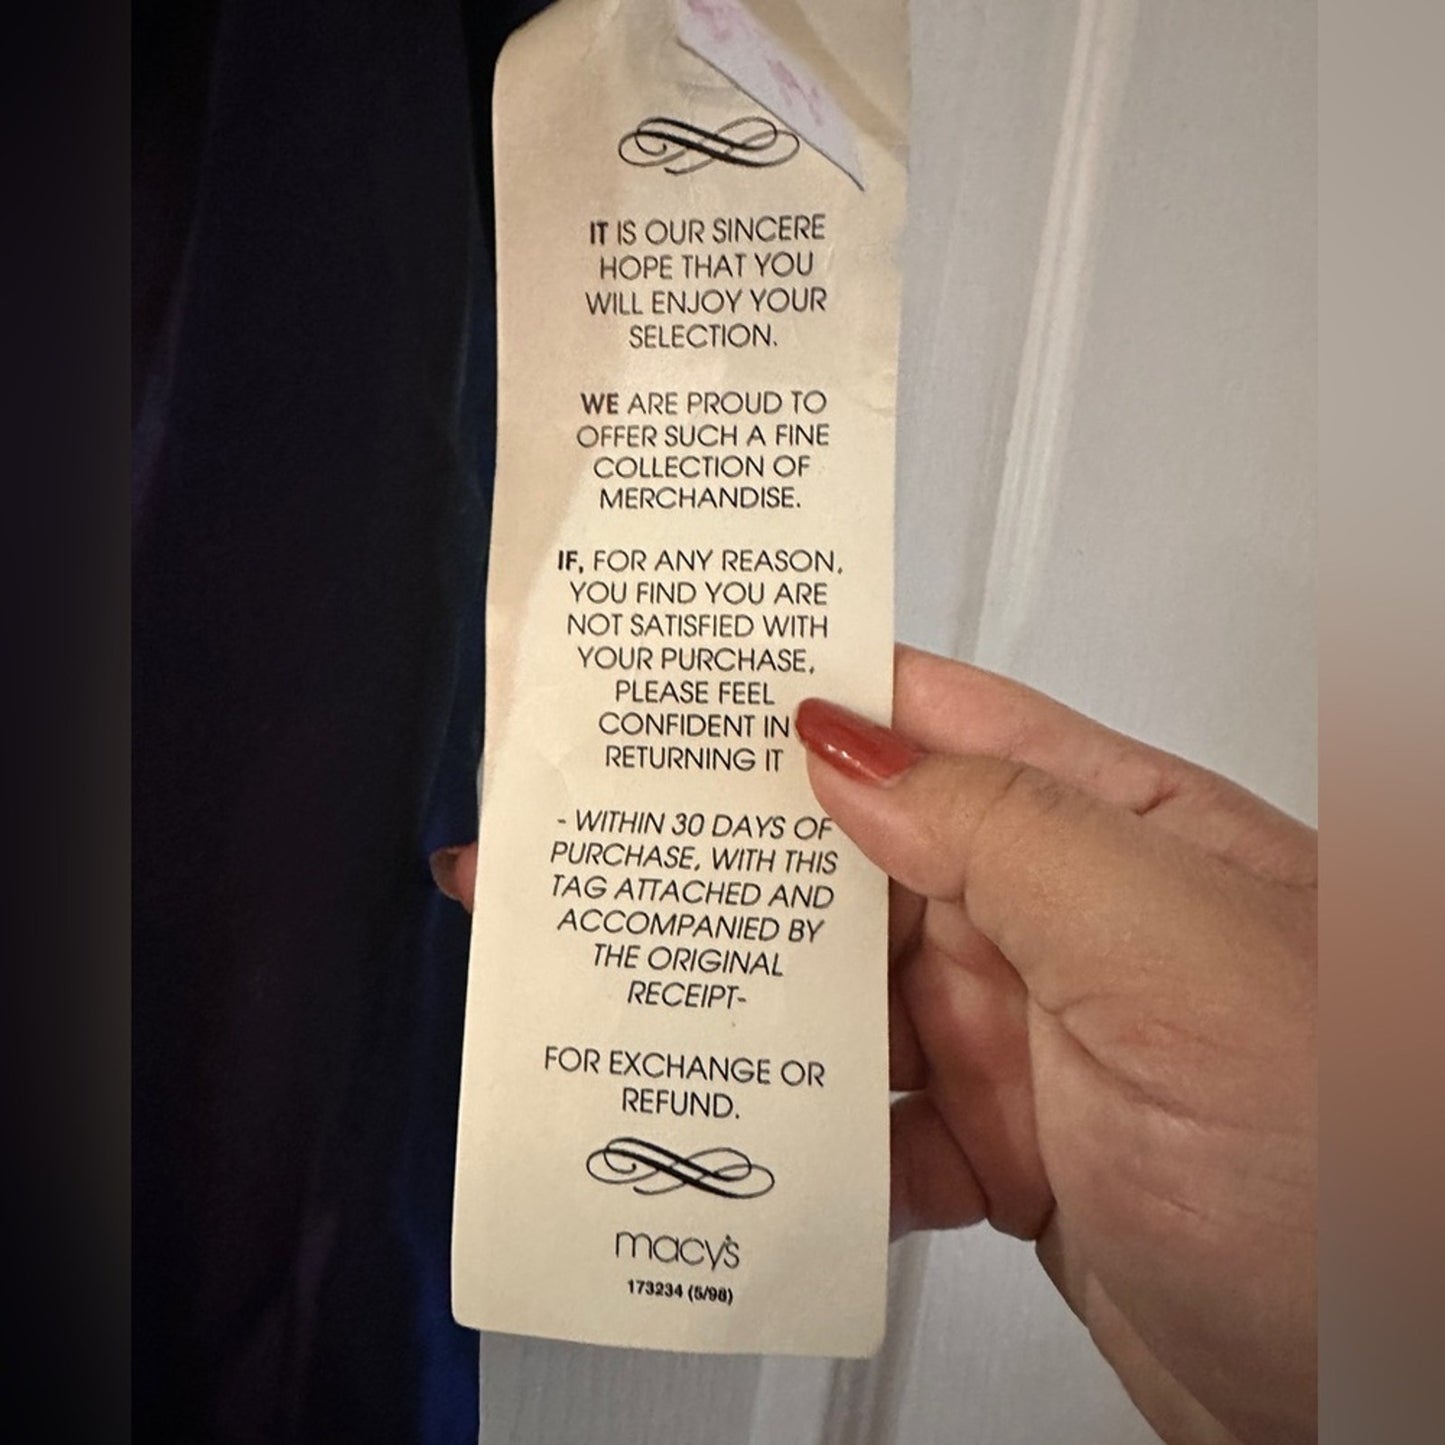 IT IS OUR SINCERE
HOPE THAT YOU
WILL ENJOY YOUR
SELECTION.
WE ARE PROUD TO
OFFER SUCH A FINE
COLLECTION OF
MERCHANDISE.
IF, FOR ANY REASON,
YOU FIND YOU ARE
NOT SATISFIED WITH
YOUR PURCHASE,
PLEASE FEEL
CONFIDENT IN
RETURNING IT
- WITHIN 30 DAYS OF
PURCHASE, WITH THIS
TAG ATTACHED AND
ACCOMPANIED BY
THE ORIGINAL
RECEIPT-
FOR EXCHANGE OR
REFUND.
macy's
173234 (5/98)